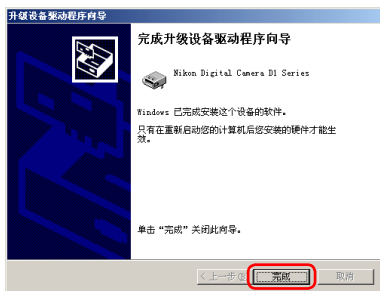 升级设备驱动程序向导
完成升级设备驱动程序向导
Nikon Digital Camera D1 Series
Windows 已完成安装这个设备的软件。
只有在重新启动您的计算机后您安装的硬件才能生
效。
单击“完成”关闭此向导。
< 上一步(B) 完成 取消